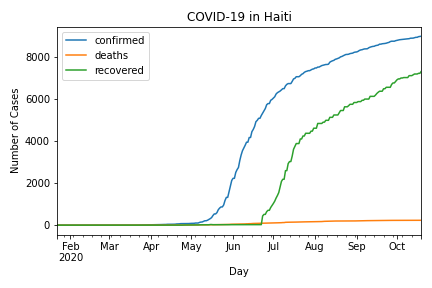 COVID-19 in Haiti
confirmed
deaths
recovered
Number of Cases
8000
6000
4000
2000
0
Feb Mar Apr May Jun Jul Aug Sep Oct
2020
Day